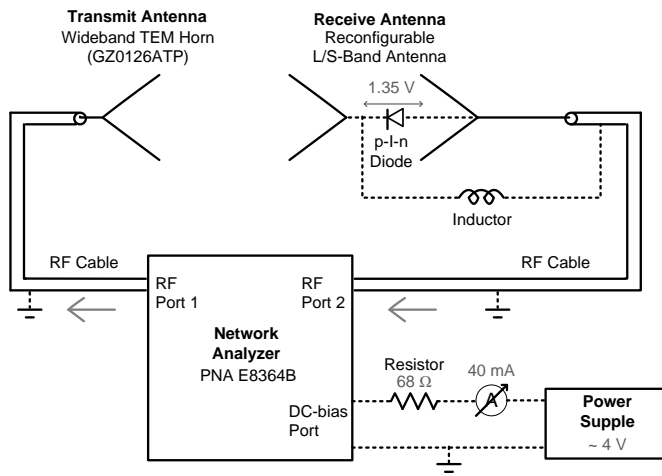 Transmit Antenna
Wideband TEM Horn
(GZ0126ATP)
Receive Antenna
Reconfigurable
L/S-Band Antenna
1.35 V
p-I-n
Diode
Inductor
RF Cable
RF Cable
RF
Port 1
RF
Port 2
Network
Analyzer
PNA E8364B
DC-bias
Port
Resistor
68 Ω
40 mA
A
Power
Supple
~ 4 V